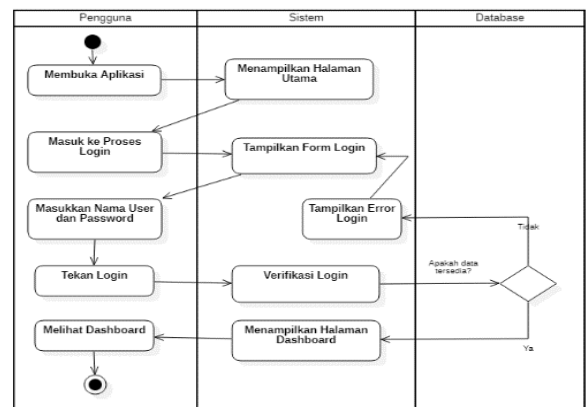 Pengguna
Sistem
Database
Membuka Aplikasi
Menampilkan Halaman
Utama
Masuk ke Proses
Login
Tampilkan Form Login
Masukkan Nama User
dan Password
Tampilkan Error
Login
Tidak
Tekan Login
Verifikasi Login
Apakah data
tersedia?
Melihat Dashboard
Menampilkan Halaman
Dashboard
Ya